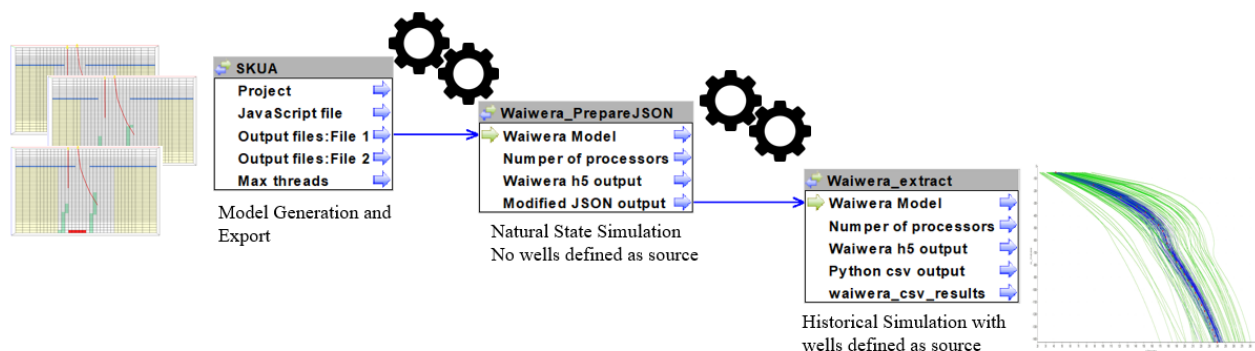 SKUA
Project
JavaScript file
Output files:File 1
Output files:File 2
Max threads
Model Generation and
Export
Waiwera_PrepareJSON
Waiwera Model
Numper of processors
Waiwera h5 output
Modified JSON output
Natural State Simulation
No wells defined as source
Waiwera_extract
Waiwera Model
Numper of processors
Waiwera h5 output
Python csv output
waiwera_csv_results
Historical Simulation with
wells defined as source